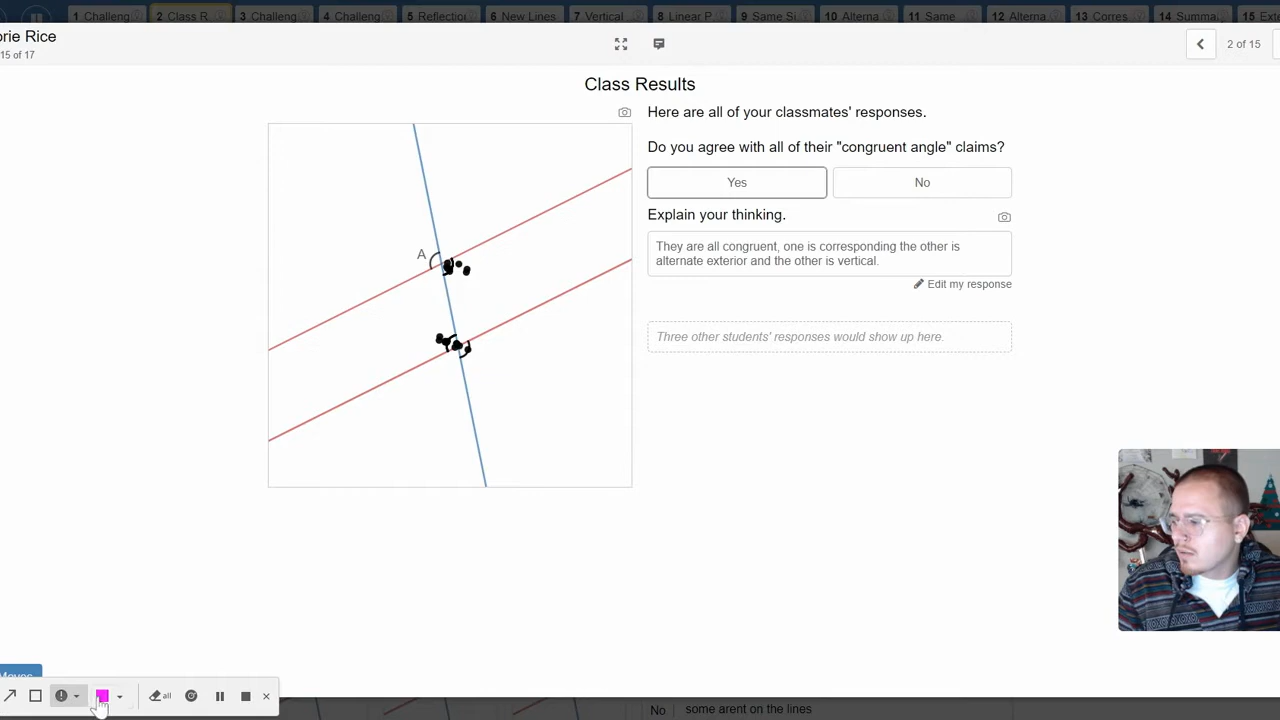 1 Challeng
2 Class R...
3 Challeng
4 Challeng
5 Reflection
6 New Lines
7 Vertical
8 Linear P...
9 Same Si
10 Alterna
11 Same
12 Alterna
13 Corres
14 Summa
15 Ext
orie Rice
15 of 17
2 of 15
Class Results
Here are all of your classmates' responses.
Do you agree with all of their "congruent angle" claims?
Yes
No
Explain your thinking.
They are all congruent, one is corresponding the other is
alternate exterior and the other is vertical.
Edit my response
Three other students' responses would show up here.
A
Moves
all
No
some arent on the lines